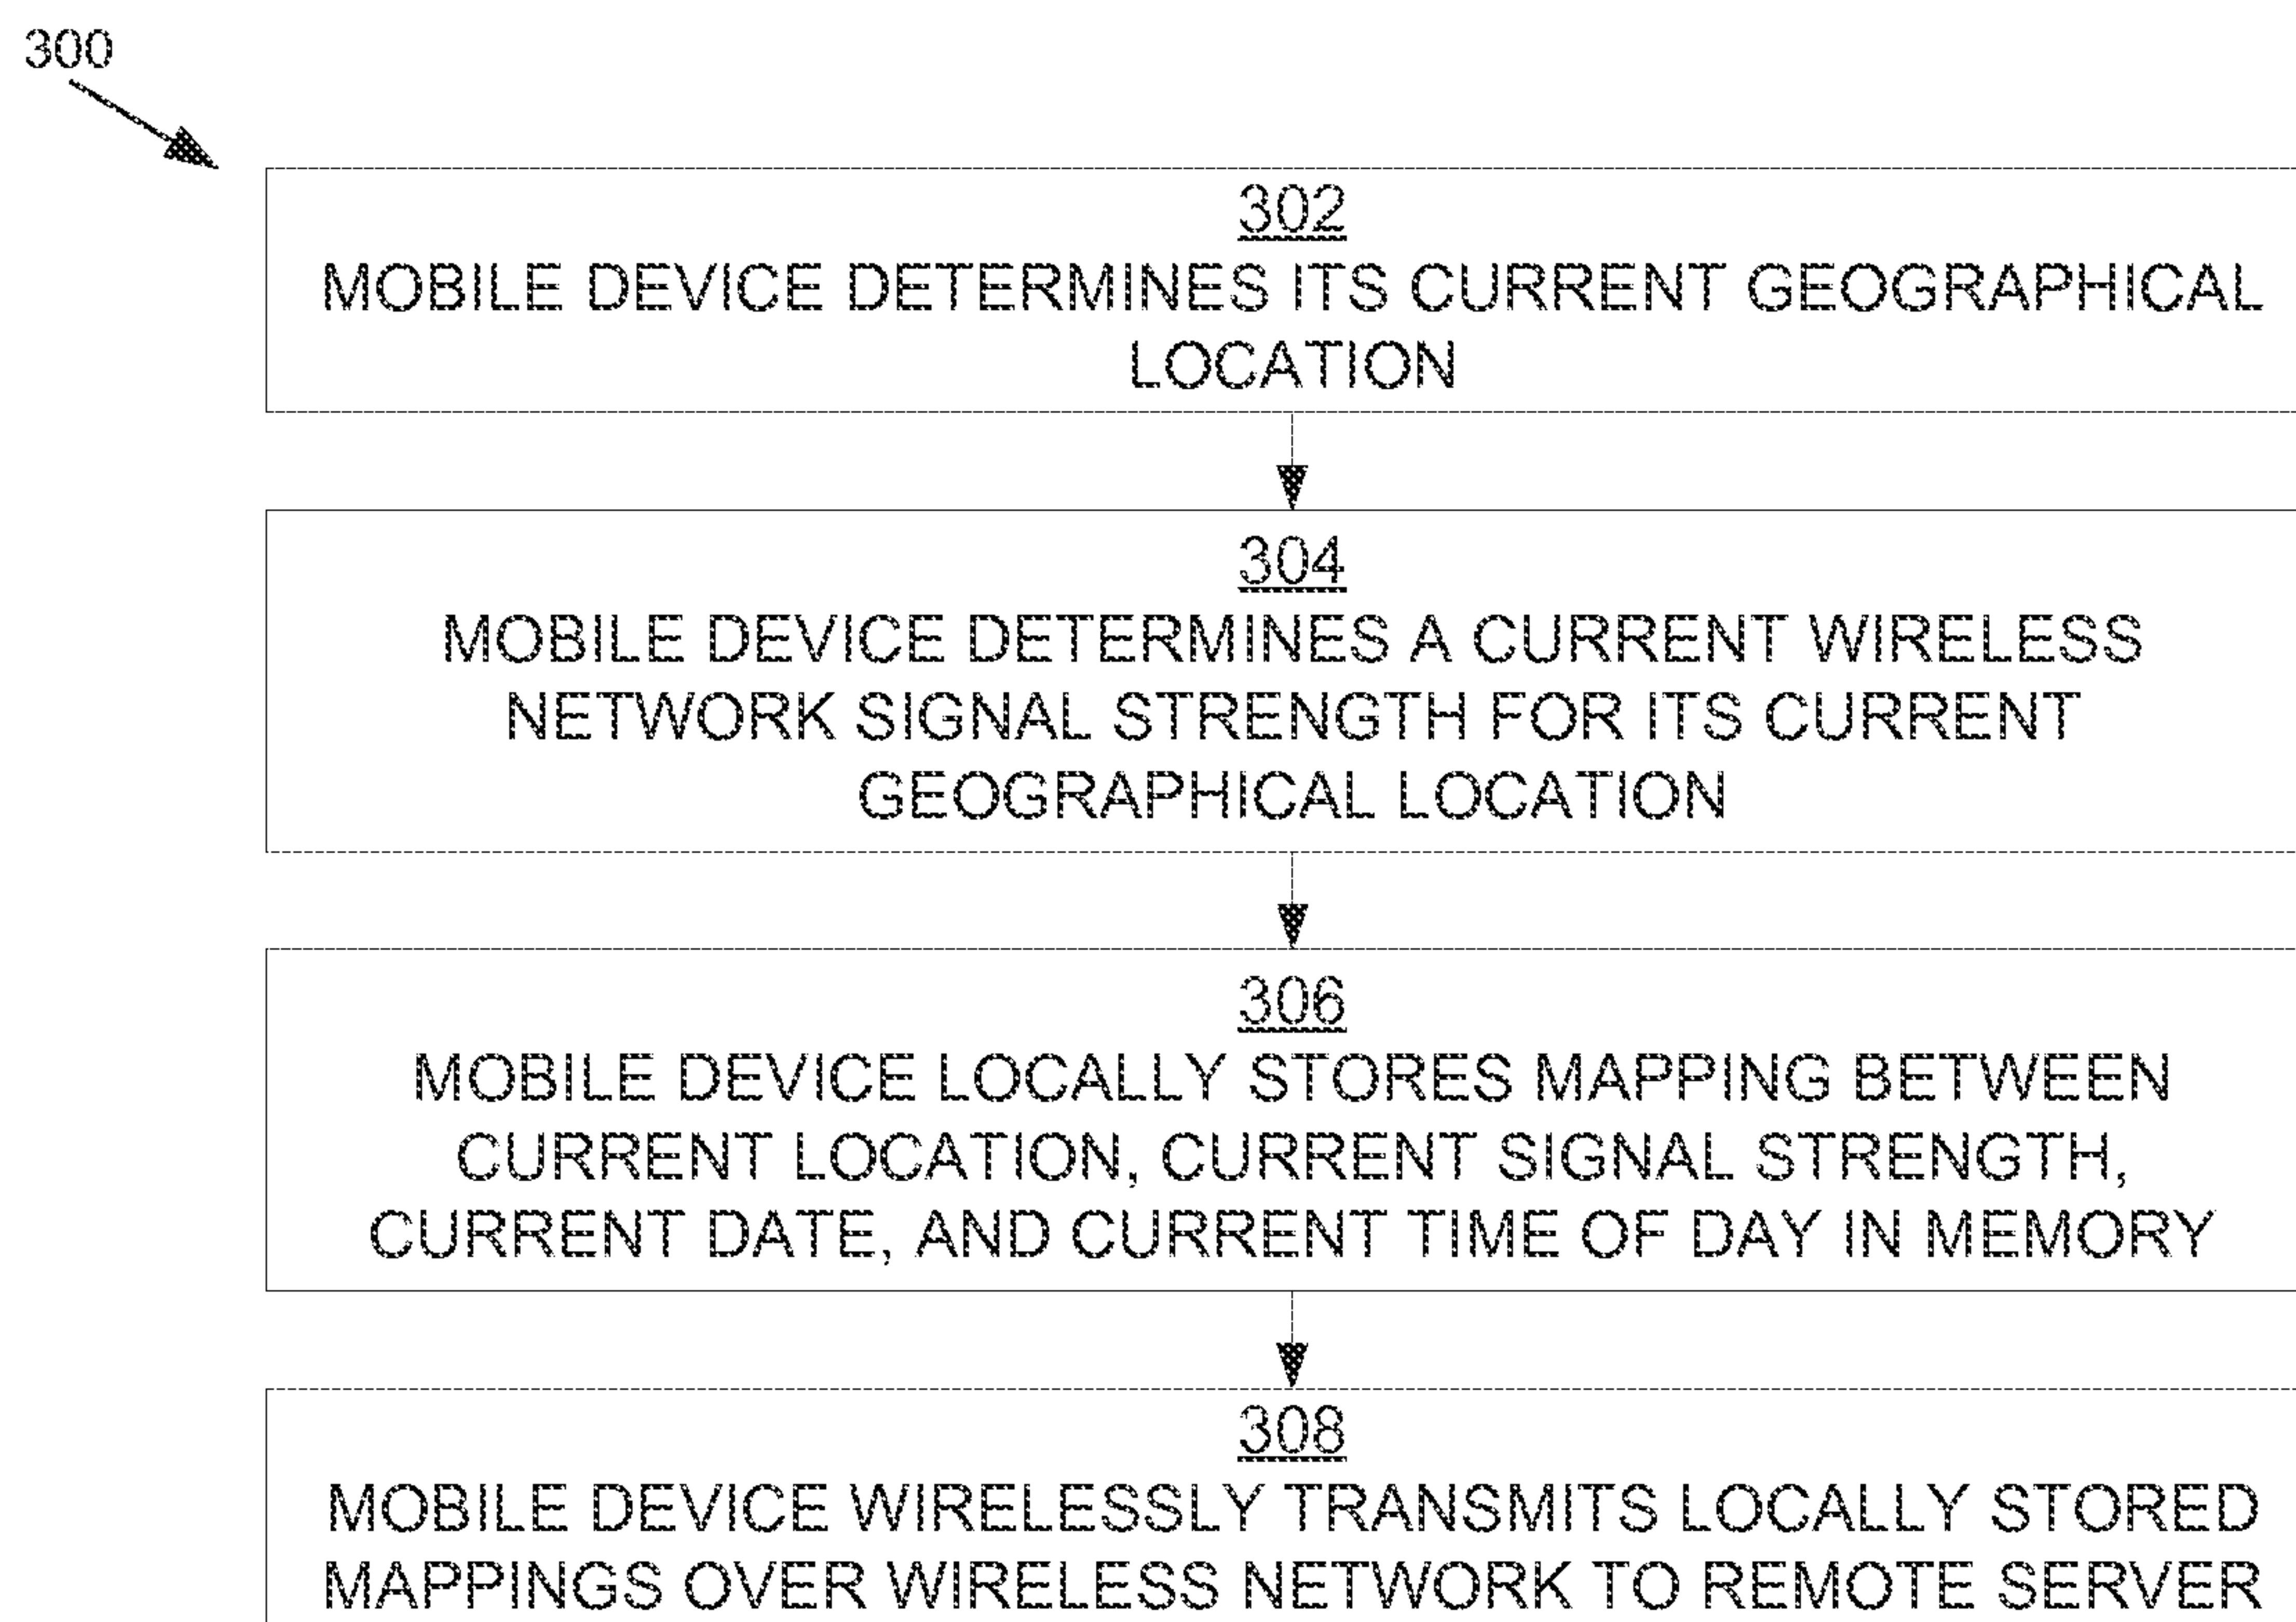 300
302
MOBILE DEVICE DETERMINES ITS CURRENT GEOGRAPHICAL
LOCATION
304
MOBILE DEVICE DETERMINES A CURRENT WIRELESS
NETWORK SIGNAL STRENGTH FOR ITS CURRENT
GEOGRAPHICAL LOCATION
306
MOBILE DEVICE LOCALLY STORES MAPPING BETWEEN
CURRENT LOCATION, CURRENT SIGNAL STRENGTH,
CURRENT DATE, AND CURRENT TIME OF DAY IN MEMORY
308
MOBILE DEVICE WIRELESSLY TRANSMITS LOCALLY STORED
MAPPINGS OVER WIRELESS NETWORK TO REMOTE SERVER